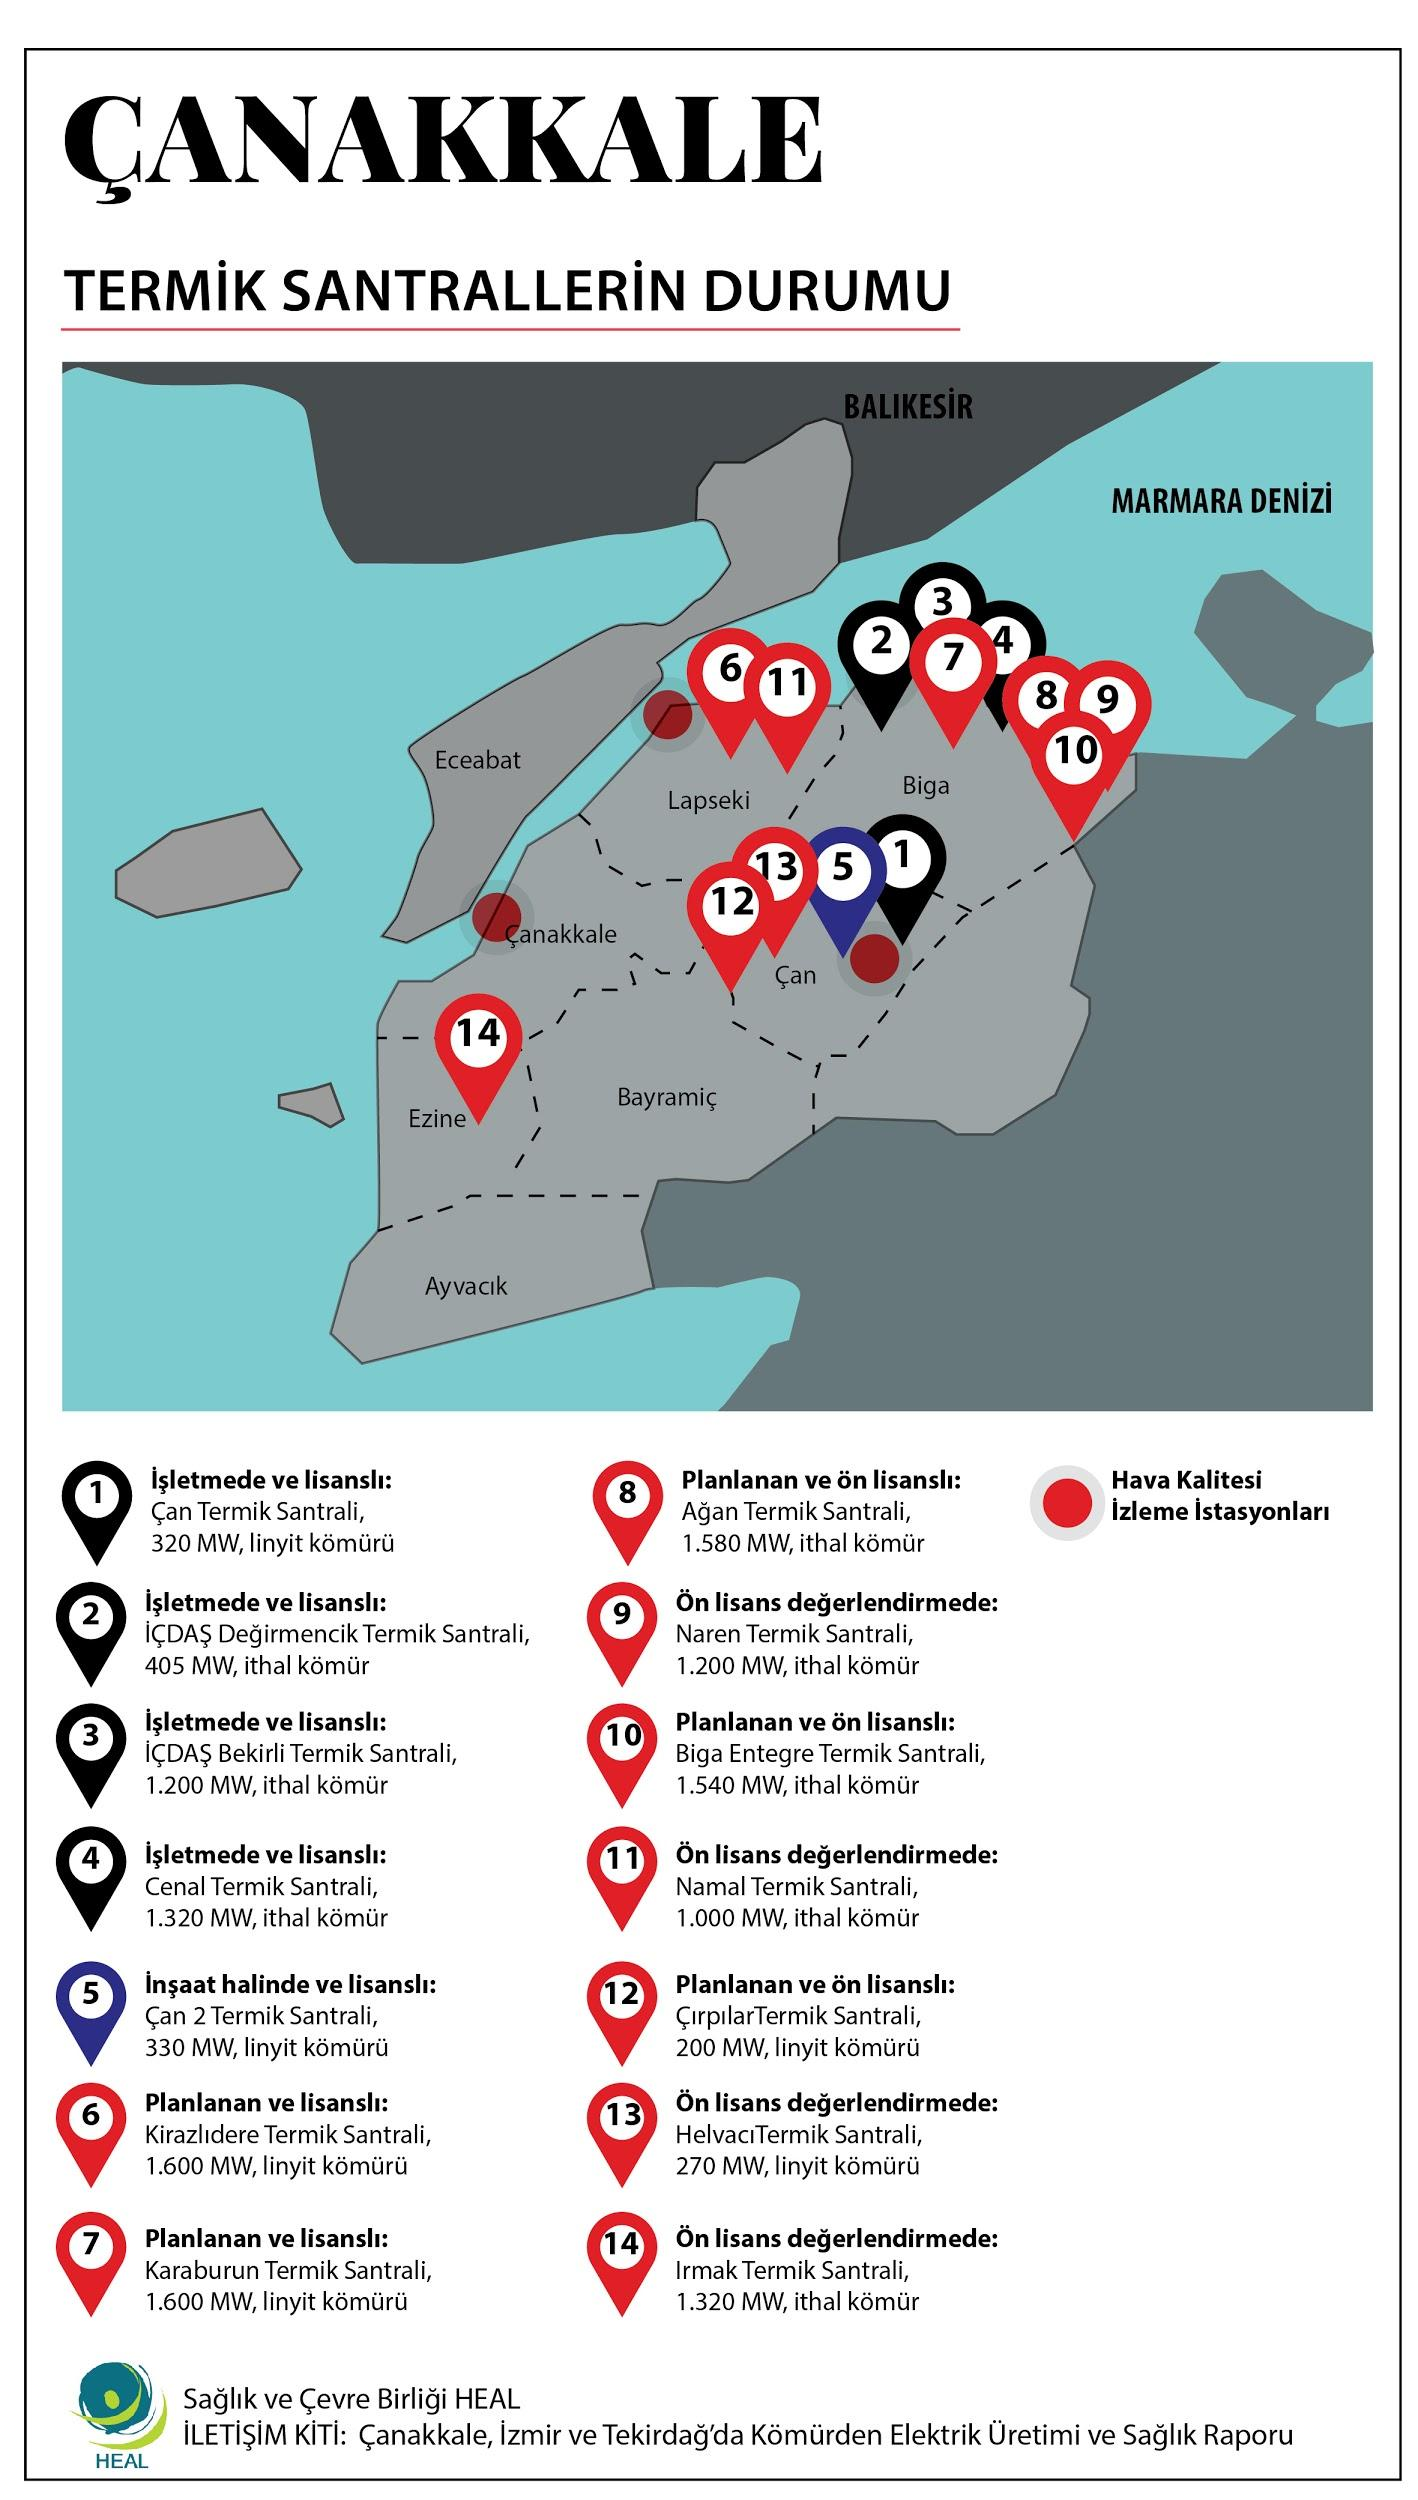 ÇANAKKALE
TERMİK SANTRALLERİN DURUMU
BALIKESİR
MARMARA DENİZİ
3
2
4
7
6
11
8
9
10
Eceabat
Lapseki
Biga
13
5
1
12
Çanakkale
Çan
14
Bayramiç
Ezine
Ayvacık
1
İşletmede ve lisanslı:
Çan Termik Santrali,
320 MW, linyit kömürü
2
İşletmede ve lisanslı:
İÇDAŞ Değirmencik Termik Santrali,
405 MW, ithal kömür
3
İşletmede ve lisanslı:
İÇDAŞ Bekirli Termik Santrali,
1.200 MW, ithal kömür
4
İşletmede ve lisanslı:
Cenal Termik Santrali,
1.320 MW, ithal kömür
5
İnşaat halinde ve lisanslı:
Çan 2 Termik Santrali,
330 MW, linyit kömürü
6
Planlanan ve lisanslı:
Kirazlıdere Termik Santrali,
1.600 MW, linyit kömürü
7
Planlanan ve lisanslı:
Karaburun Termik Santrali,
1.600 MW, linyit kömürü
8
Planlanan ve ön lisanslı:
Ağan Termik Santrali,
1.580 MW, ithal kömür
9
Ön lisans değerlendirmede:
Naren Termik Santrali,
1.200 MW, ithal kömür
10
Planlanan ve ön lisanslı:
Biga Entegre Termik Santrali,
1.540 MW, ithal kömür
11
Ön lisans değerlendirmede:
Namal Termik Santrali,
1.000 MW, ithal kömür
12
Planlanan ve ön lisanslı:
ÇırpılarTermik Santrali,
200 MW, linyit kömürü
13
Ön lisans değerlendirmede:
HelvacıTermik Santrali,
270 MW, linyit kömürü
14
Ön lisans değerlendirmede:
Irmak Termik Santrali,
1.320 MW, ithal kömür
Hava Kalitesi
İzleme İstasyonları
HEAL
Sağlık ve Çevre Birliği HEAL
İLETİŞİM KİTİ: Çanakkale, İzmir ve Tekirdağ'da Kömürden Elektrik Üretimi ve Sağlık Raporu